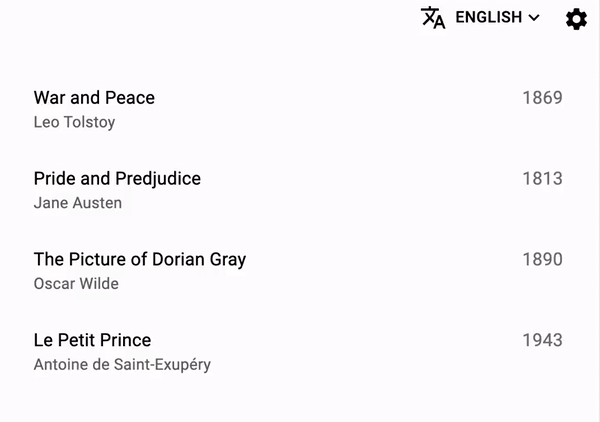 ENGLISH
War and Peace 1869
Leo Tolstoy
Pride and Predjudice 1813
Jane Austen
The Picture of Dorian Gray 1890
Oscar Wilde
Le Petit Prince 1943
Antoine de Saint-Exupéry